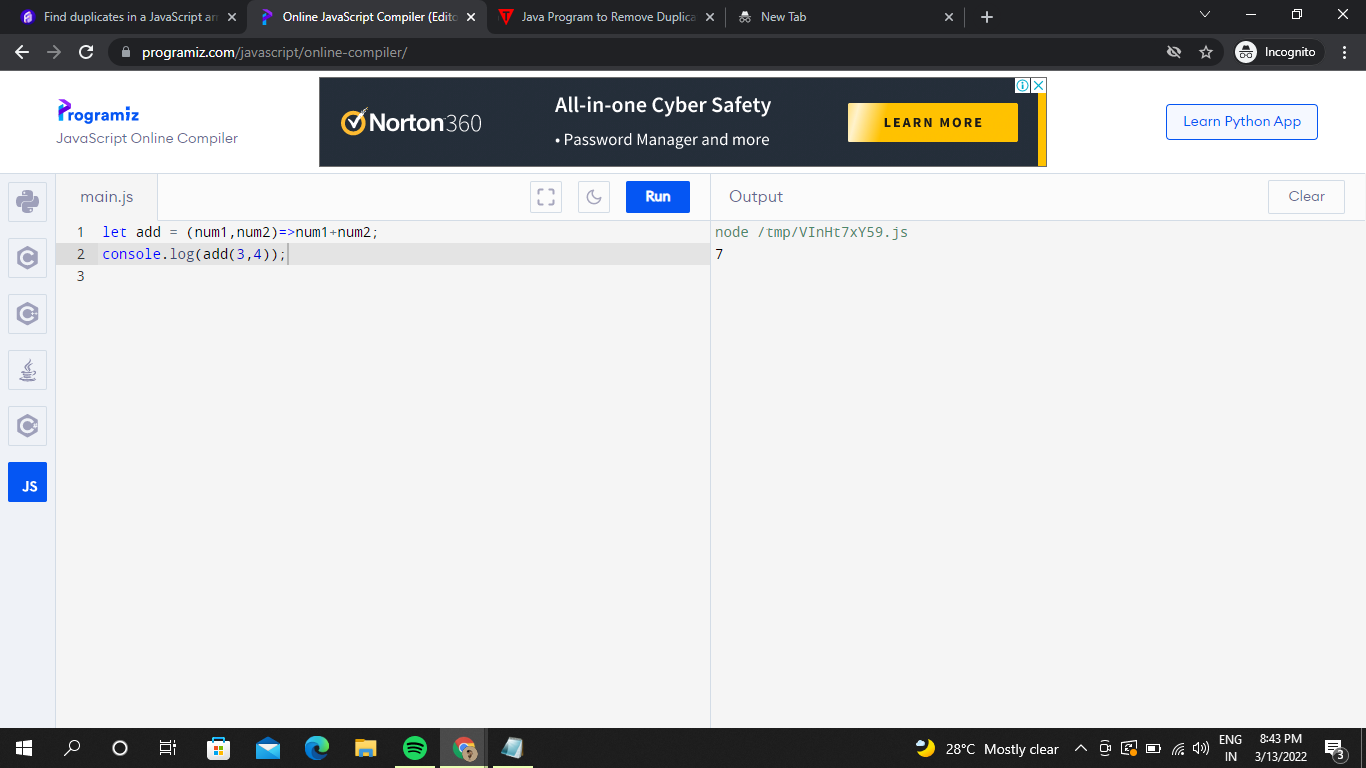 Find duplicates in a JavaScript arr
Online JavaScript Compiler (Edito
Java Program to Remove Duplica
New Tab
programiz.com/javascript/online-compiler/
Incognito
Programiz
JavaScript Online Compiler
Norton 360
All-in-one Cyber Safety
• Password Manager and more
LEARN MORE
Learn Python App
main.js
Run
Output
Clear
1 let add = (num1,num2)=>num1+num2;
2 console.log(add(3,4));
3
node /tmp/VInHt7xY59.js
7
JS
28°C Mostly clear
ENG
IN
8:43 PM
3/13/2022
3